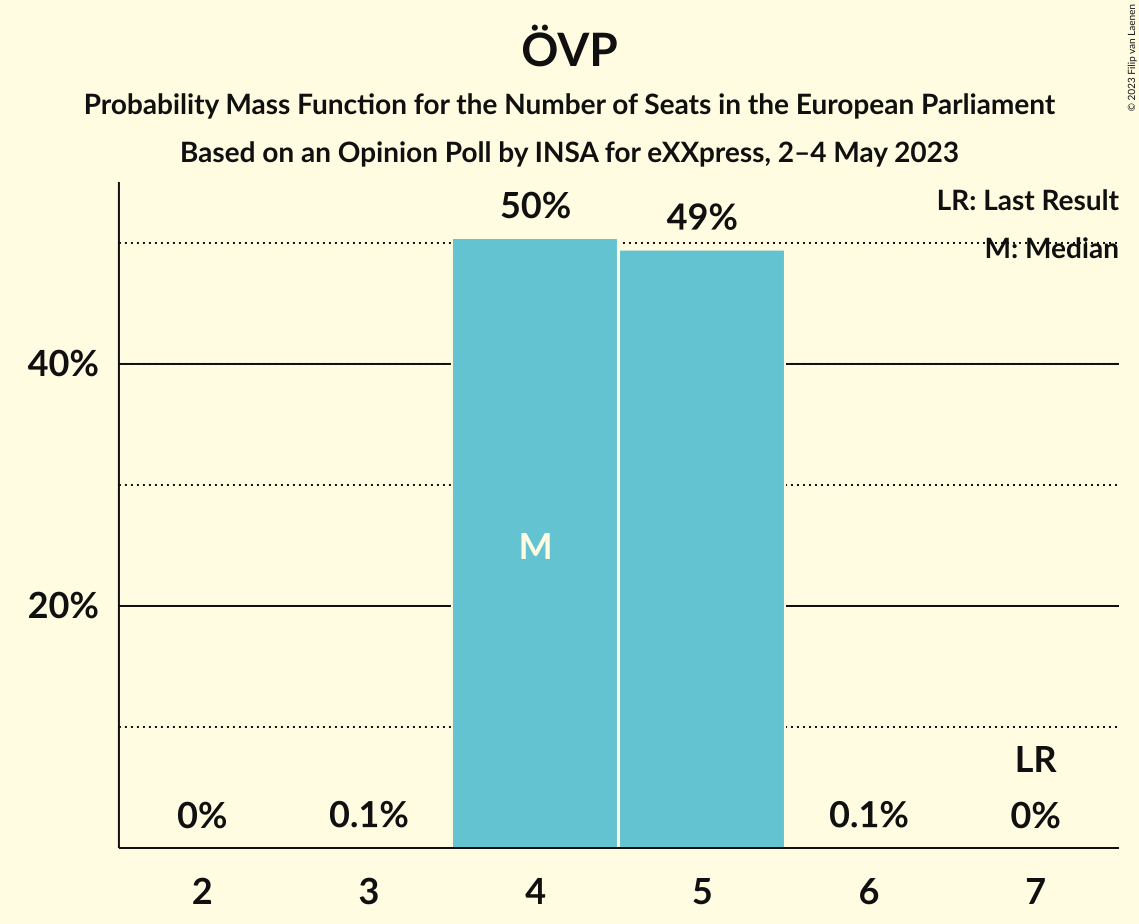 ÖVP
Probability Mass Function for the Number of Seats in the European Parliament
Based on an Opinion Poll by INSA for eXXpress, 2–4 May 2023
© 2023 Filip van Laenen
LR: Last Result
M: Median
50%
49%
40%
20%
M
LR
0%
0.1%
0.1%
0%
2
3
4
5
6
7